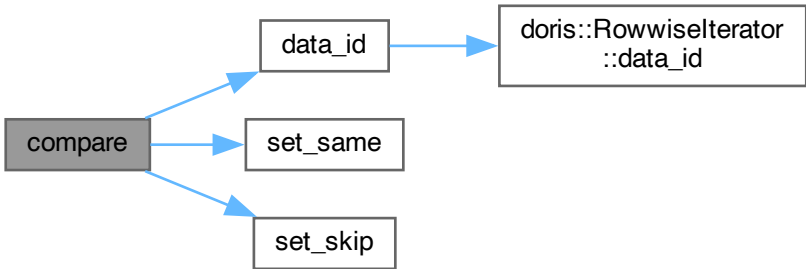 data_id
doris::RowwiseIterator
::data_id
compare
set_same
set_skip